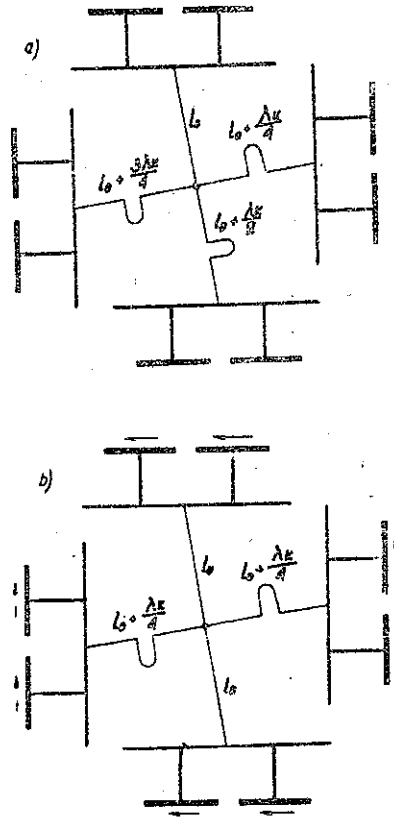 a)
l₀
l₀ + λк/4
l₀ + 3λк/4
l₀ + λк/2
b)
l₀
l₀ + λк/4
l₀ + λк/4
l₀